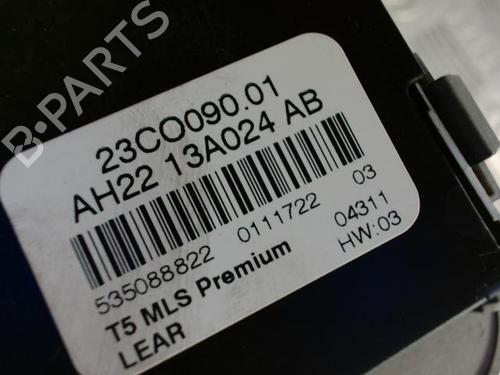 B-PARTS
23CO090.01
AH22 13A024 AB
535088822 0111722 03
T5 MLS Premium 04311
LEAR HW:03